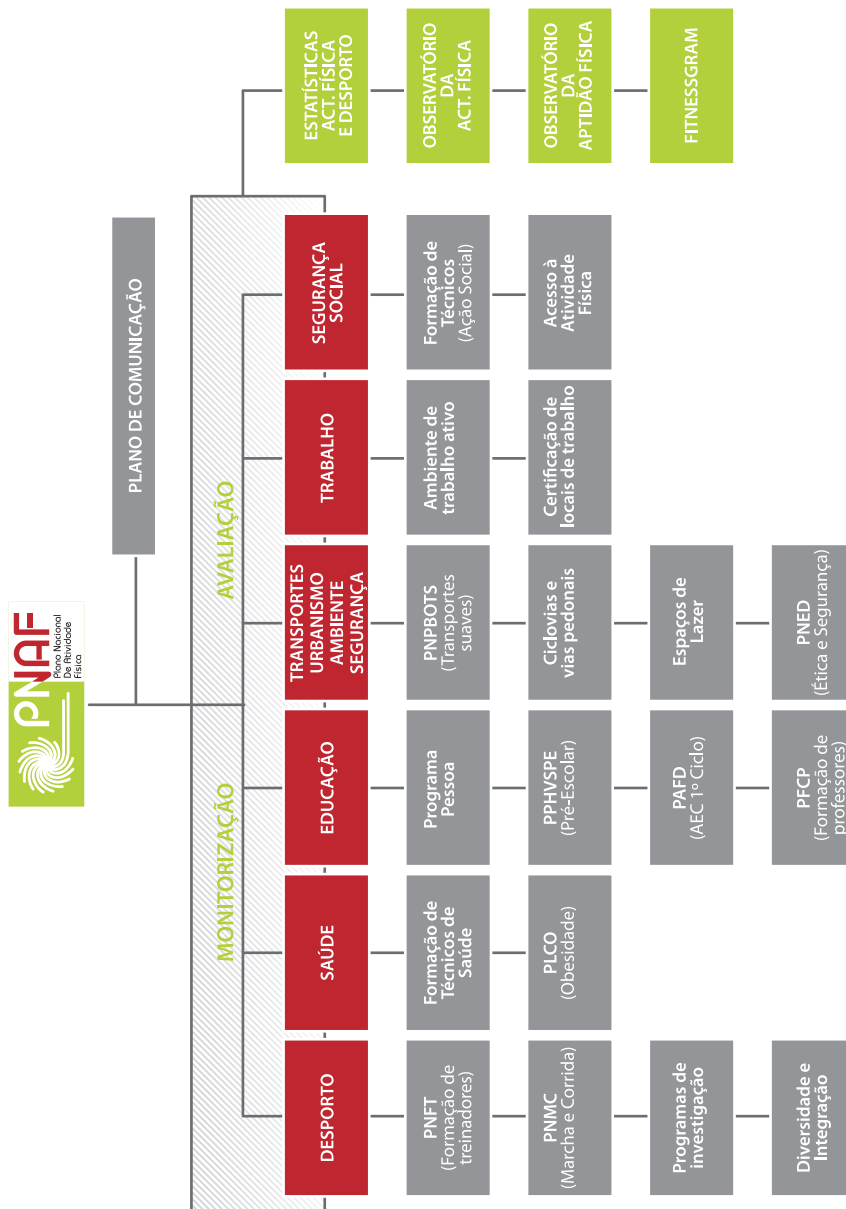 PNAF
Plano Nacional
De Atividade
Física
PLANO DE COMUNICAÇÃO
MONITORIZAÇÃO
AVALIAÇÃO
DESPORTO
PNFT
(Formação de
treinadores)
PNMC
(Marcha e Corrida)
Programas de
investigação
Diversidade e
Integração
SAÚDE
Formação de
Técnicos de
Saúde
PLCO
(Obesidade)
EDUCAÇÃO
Programa
Pessoa
PPHVSPE
(Pré-Escolar)
PAFD
(AEC 1º Ciclo)
PFCP
(Formação de
professores)
TRANSPORTES
URBANISMO
AMBIENTE
SEGURANÇA
PNPBOTS
(Transportes
suaves)
Ciclovias e
vias pedonais
Espaços de
Lazer
PNED
(Ética e Segurança)
TRABALHO
Ambiente de
trabalho ativo
Certificação de
locais de trabalho
SEGURANÇA
SOCIAL
Formação de
Técnicos
(Ação Social)
Acesso à
Atividade
Física
ESTATÍSTICAS
ACT. FÍSICA
E DESPORTO
OBSERVATÓRIO
DA
ACT. FÍSICA
OBSERVATÓRIO
DA
APTIDÃO FÍSICA
FITNESSGRAM